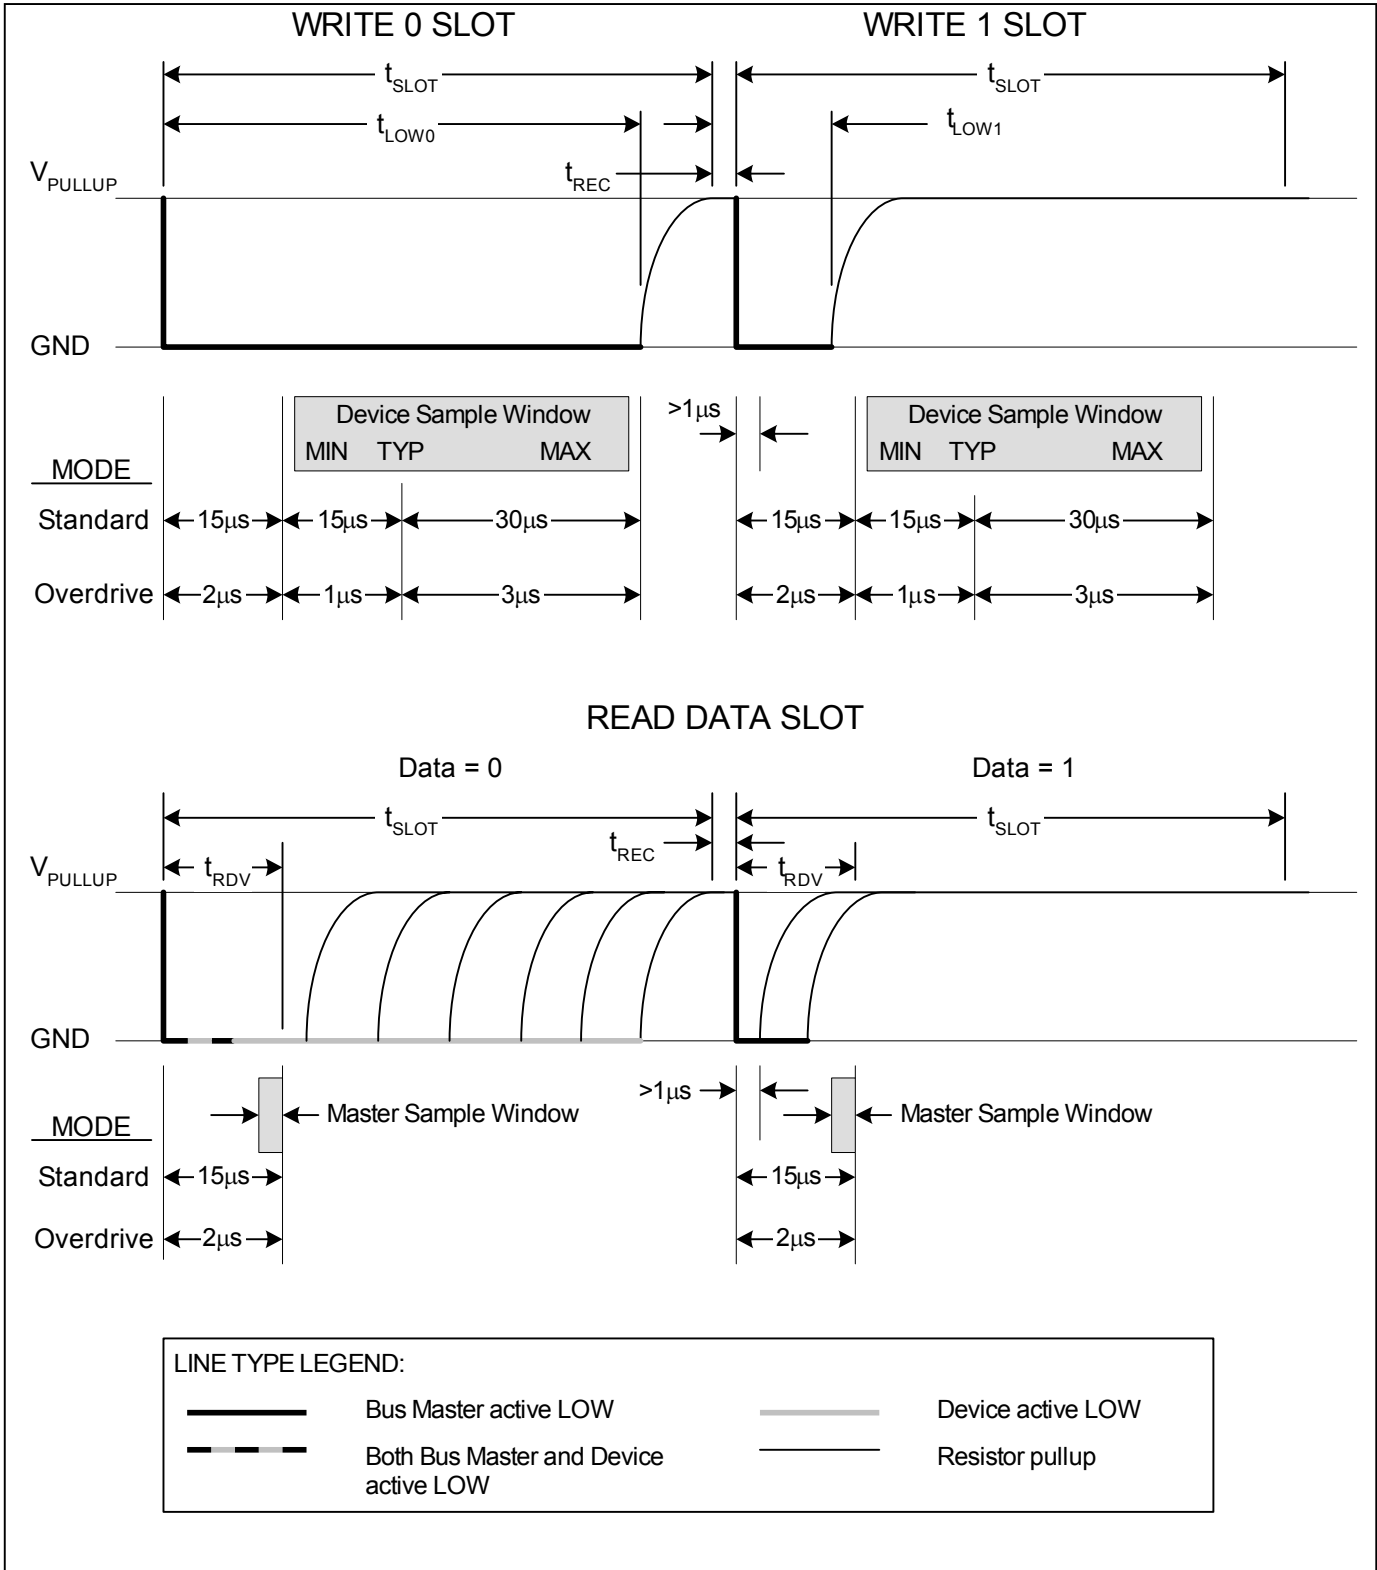 WRITE 0 SLOT WRITE 1 SLOT
tSLOT tSLOT
tLOW0 tLOW1
VPULLUP tREC
GND
Device Sample Window >1μs Device Sample Window
MIN TYP MAX MIN TYP MAX
MODE
Standard 15μs 15μs 30μs 15μs 15μs 30μs
Overdrive 2μs 1μs 3μs 2μs 1μs 3μs
READ DATA SLOT
Data = 0 Data = 1
tSLOT tSLOT
tREC
VPULLUP tRDV tRDV
GND
>1μs
MODE Master Sample Window Master Sample Window
Standard 15μs 15μs
Overdrive 2μs 2μs
LINE TYPE LEGEND:
Bus Master active LOW Device active LOW
Both Bus Master and Device Resistor pullup
active LOW